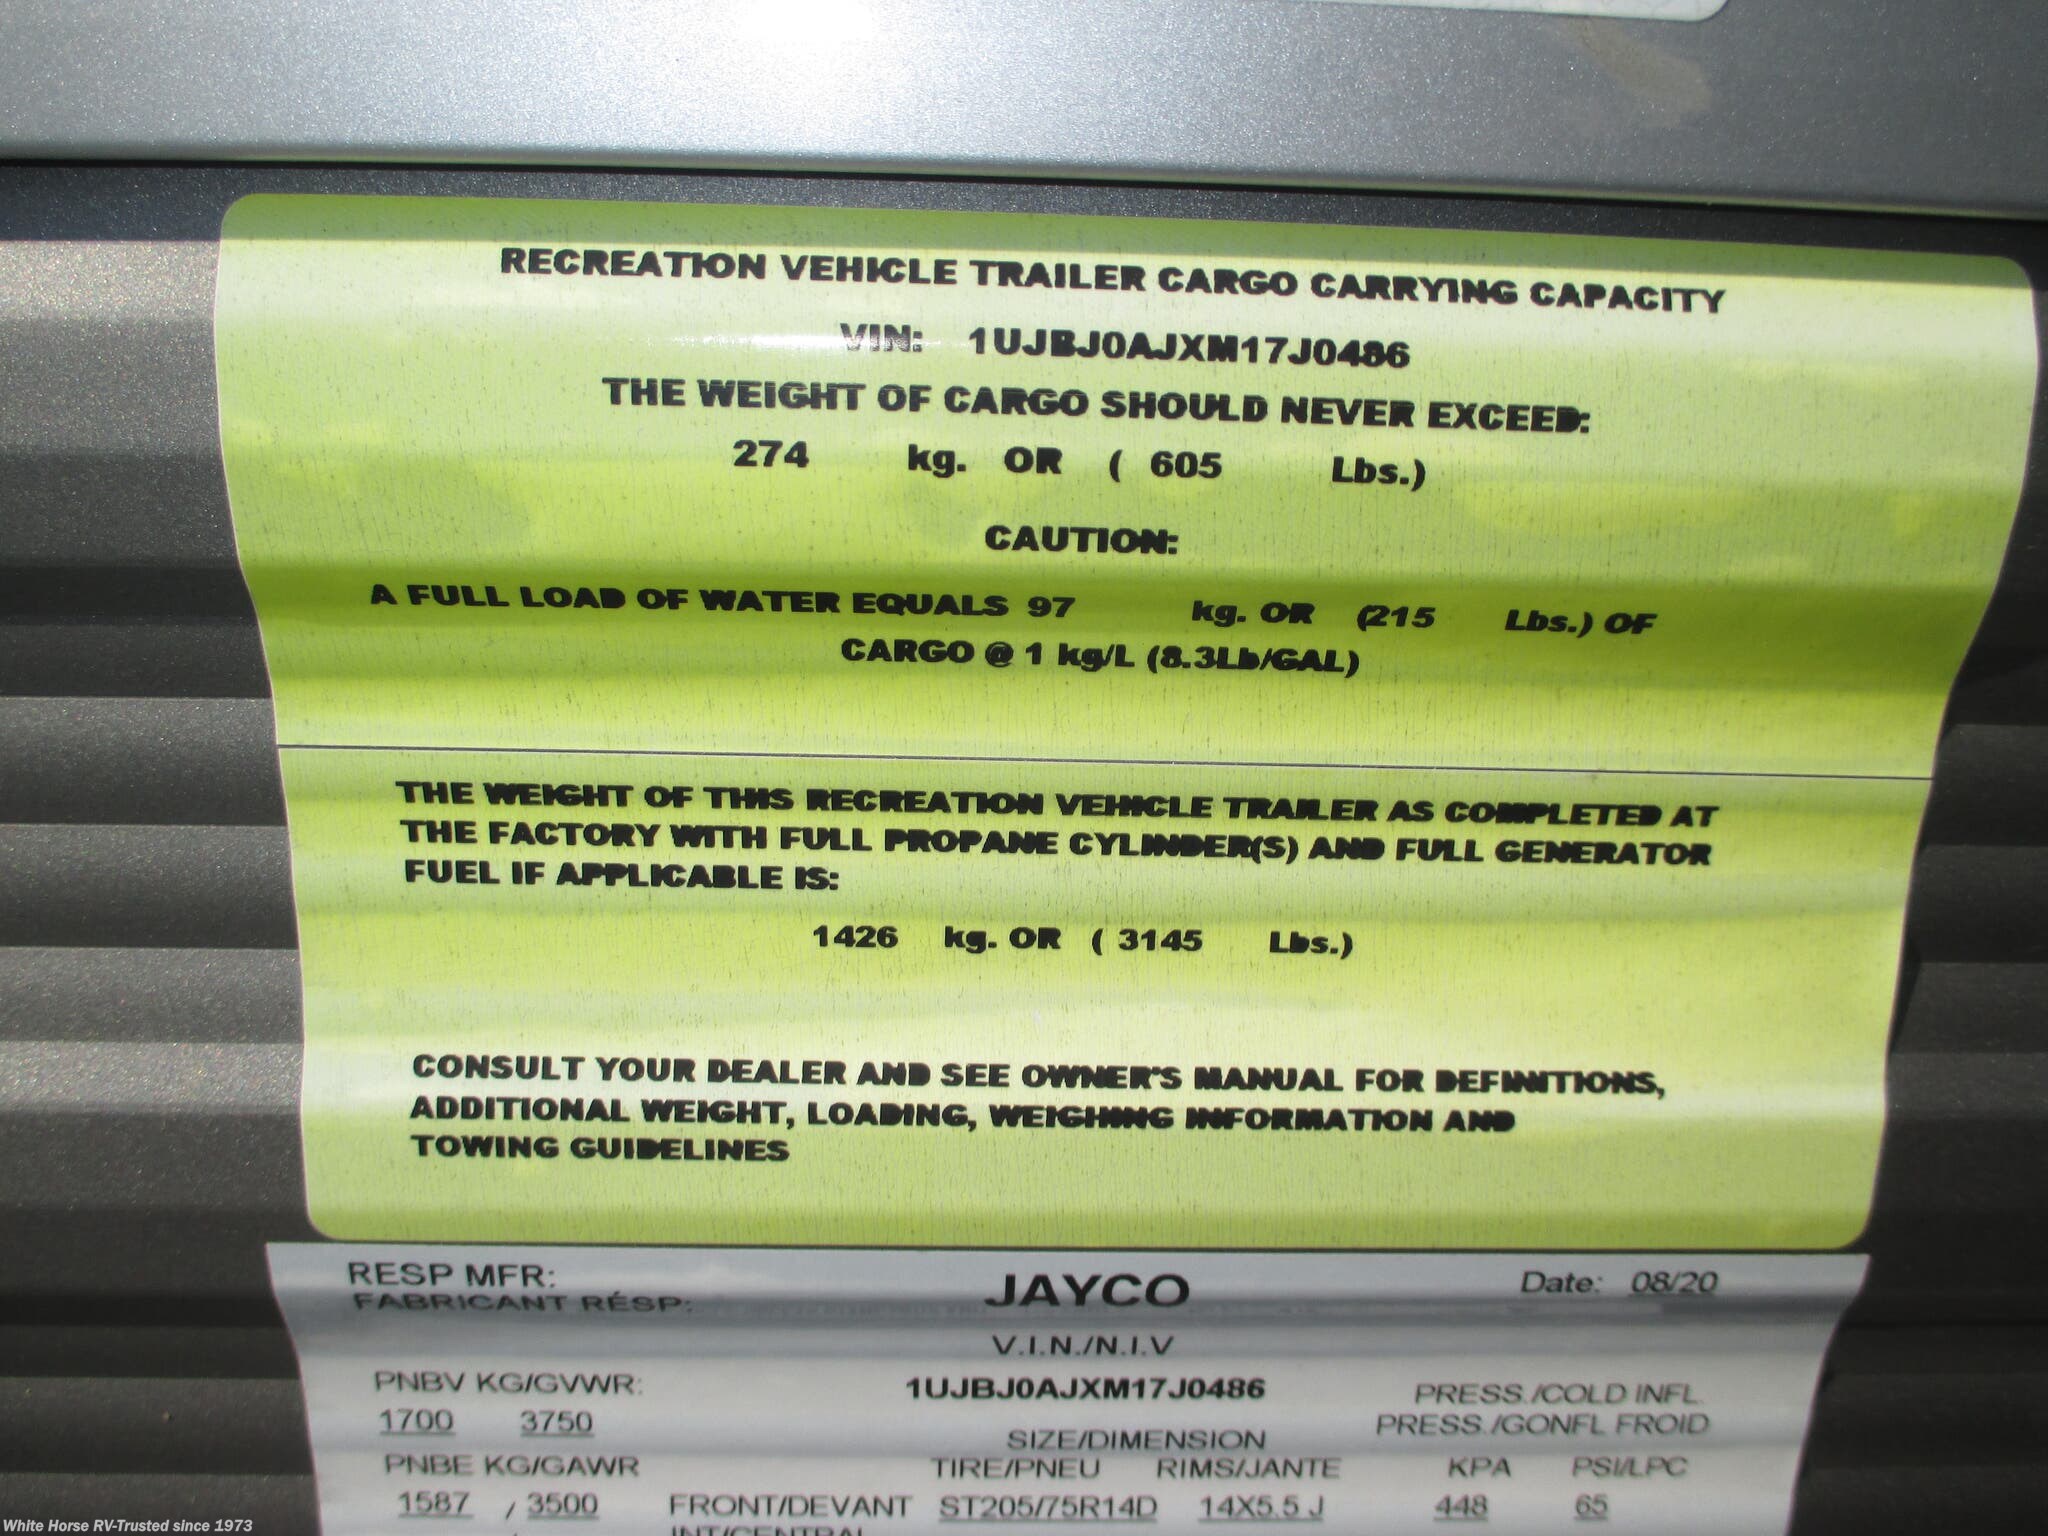 RECREATION VEHICLE TRAILER CARGO CARRYING CAPACITY
VIN: 1UJBJ0AJXM17J0486
THE WEIGHT OF CARGO SHOULD NEVER EXCEED:
274 kg. OR ( 605 Lbs.)
CAUTION:
A FULL LOAD OF WATER EQUALS 97 kg. OR (215 Lbs.) OF
CARGO @ 1 kg/L (8.3Lb/GAL)
THE WEIGHT OF THIS RECREATION VEHICLE TRAILER AS COMPLETED AT
THE FACTORY WITH FULL PROPANE CYLINDER(S) AND FULL GENERATOR
FUEL IF APPLICABLE IS:
1426 kg. OR ( 3145 Lbs.)
CONSULT YOUR DEALER AND SEE OWNER'S MANUAL FOR DEFINITIONS,
ADDITIONAL WEIGHT, LOADING, WEIGHING INFORMATION AND
TOWING GUIDELINES
RESP MFR: JAYCO Date: 08/20
FABRICANT RÉSP:
V.I.N./N.I.V
PNBV KG/GVWR: 1UJBJ0AJXM17J0486 PRESS./COLD INFL.
1700 3750 SIZE/DIMENSION PRESS./GONFL FROID
PNBE KG/GAWR TIRE/PNEU RIMS/JANTE KPA PSI/LPC
1587 / 3500 FRONT/DEVANT ST205/75R14D 14X5.5 J 448 65
INT/CENTRAL
White Horse RV-Trusted since 1973